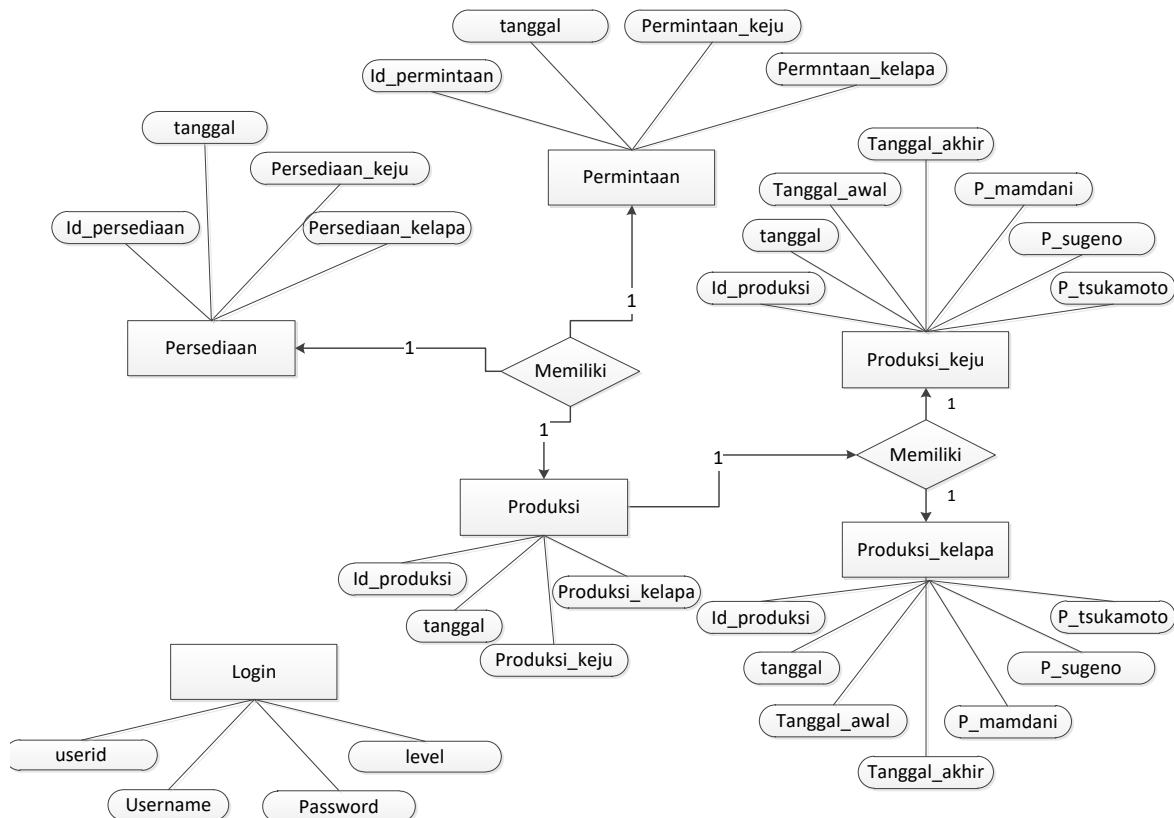 tanggal
Permintaan_keju
Id_permintaan
Permntaan_kelapa
Permintaan
tanggal
Persediaan_keju
Id_persediaan
Persediaan_kelapa
Persediaan
Tanggal_akhir
Tanggal_awal
P_mamdani
tanggal
P_sugeno
Id_produksi
P_tsukamoto
Produksi_keju
1
1
Memiliki
1
1
Memiliki
1
1
Produksi
Produksi_kelapa
Id_produksi
Produksi_kelapa
tanggal
Produksi_keju
Id_produksi
P_tsukamoto
tanggal
P_sugeno
Tanggal_awal
P_mamdani
Tanggal_akhir
Login
userid
level
Username
Password